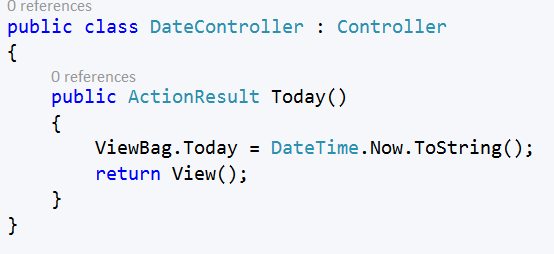 0 references
public class DateController : Controller
{
0 references
public ActionResult Today()
{
ViewBag.Today = DateTime.Now.ToString();
return View();
}
}